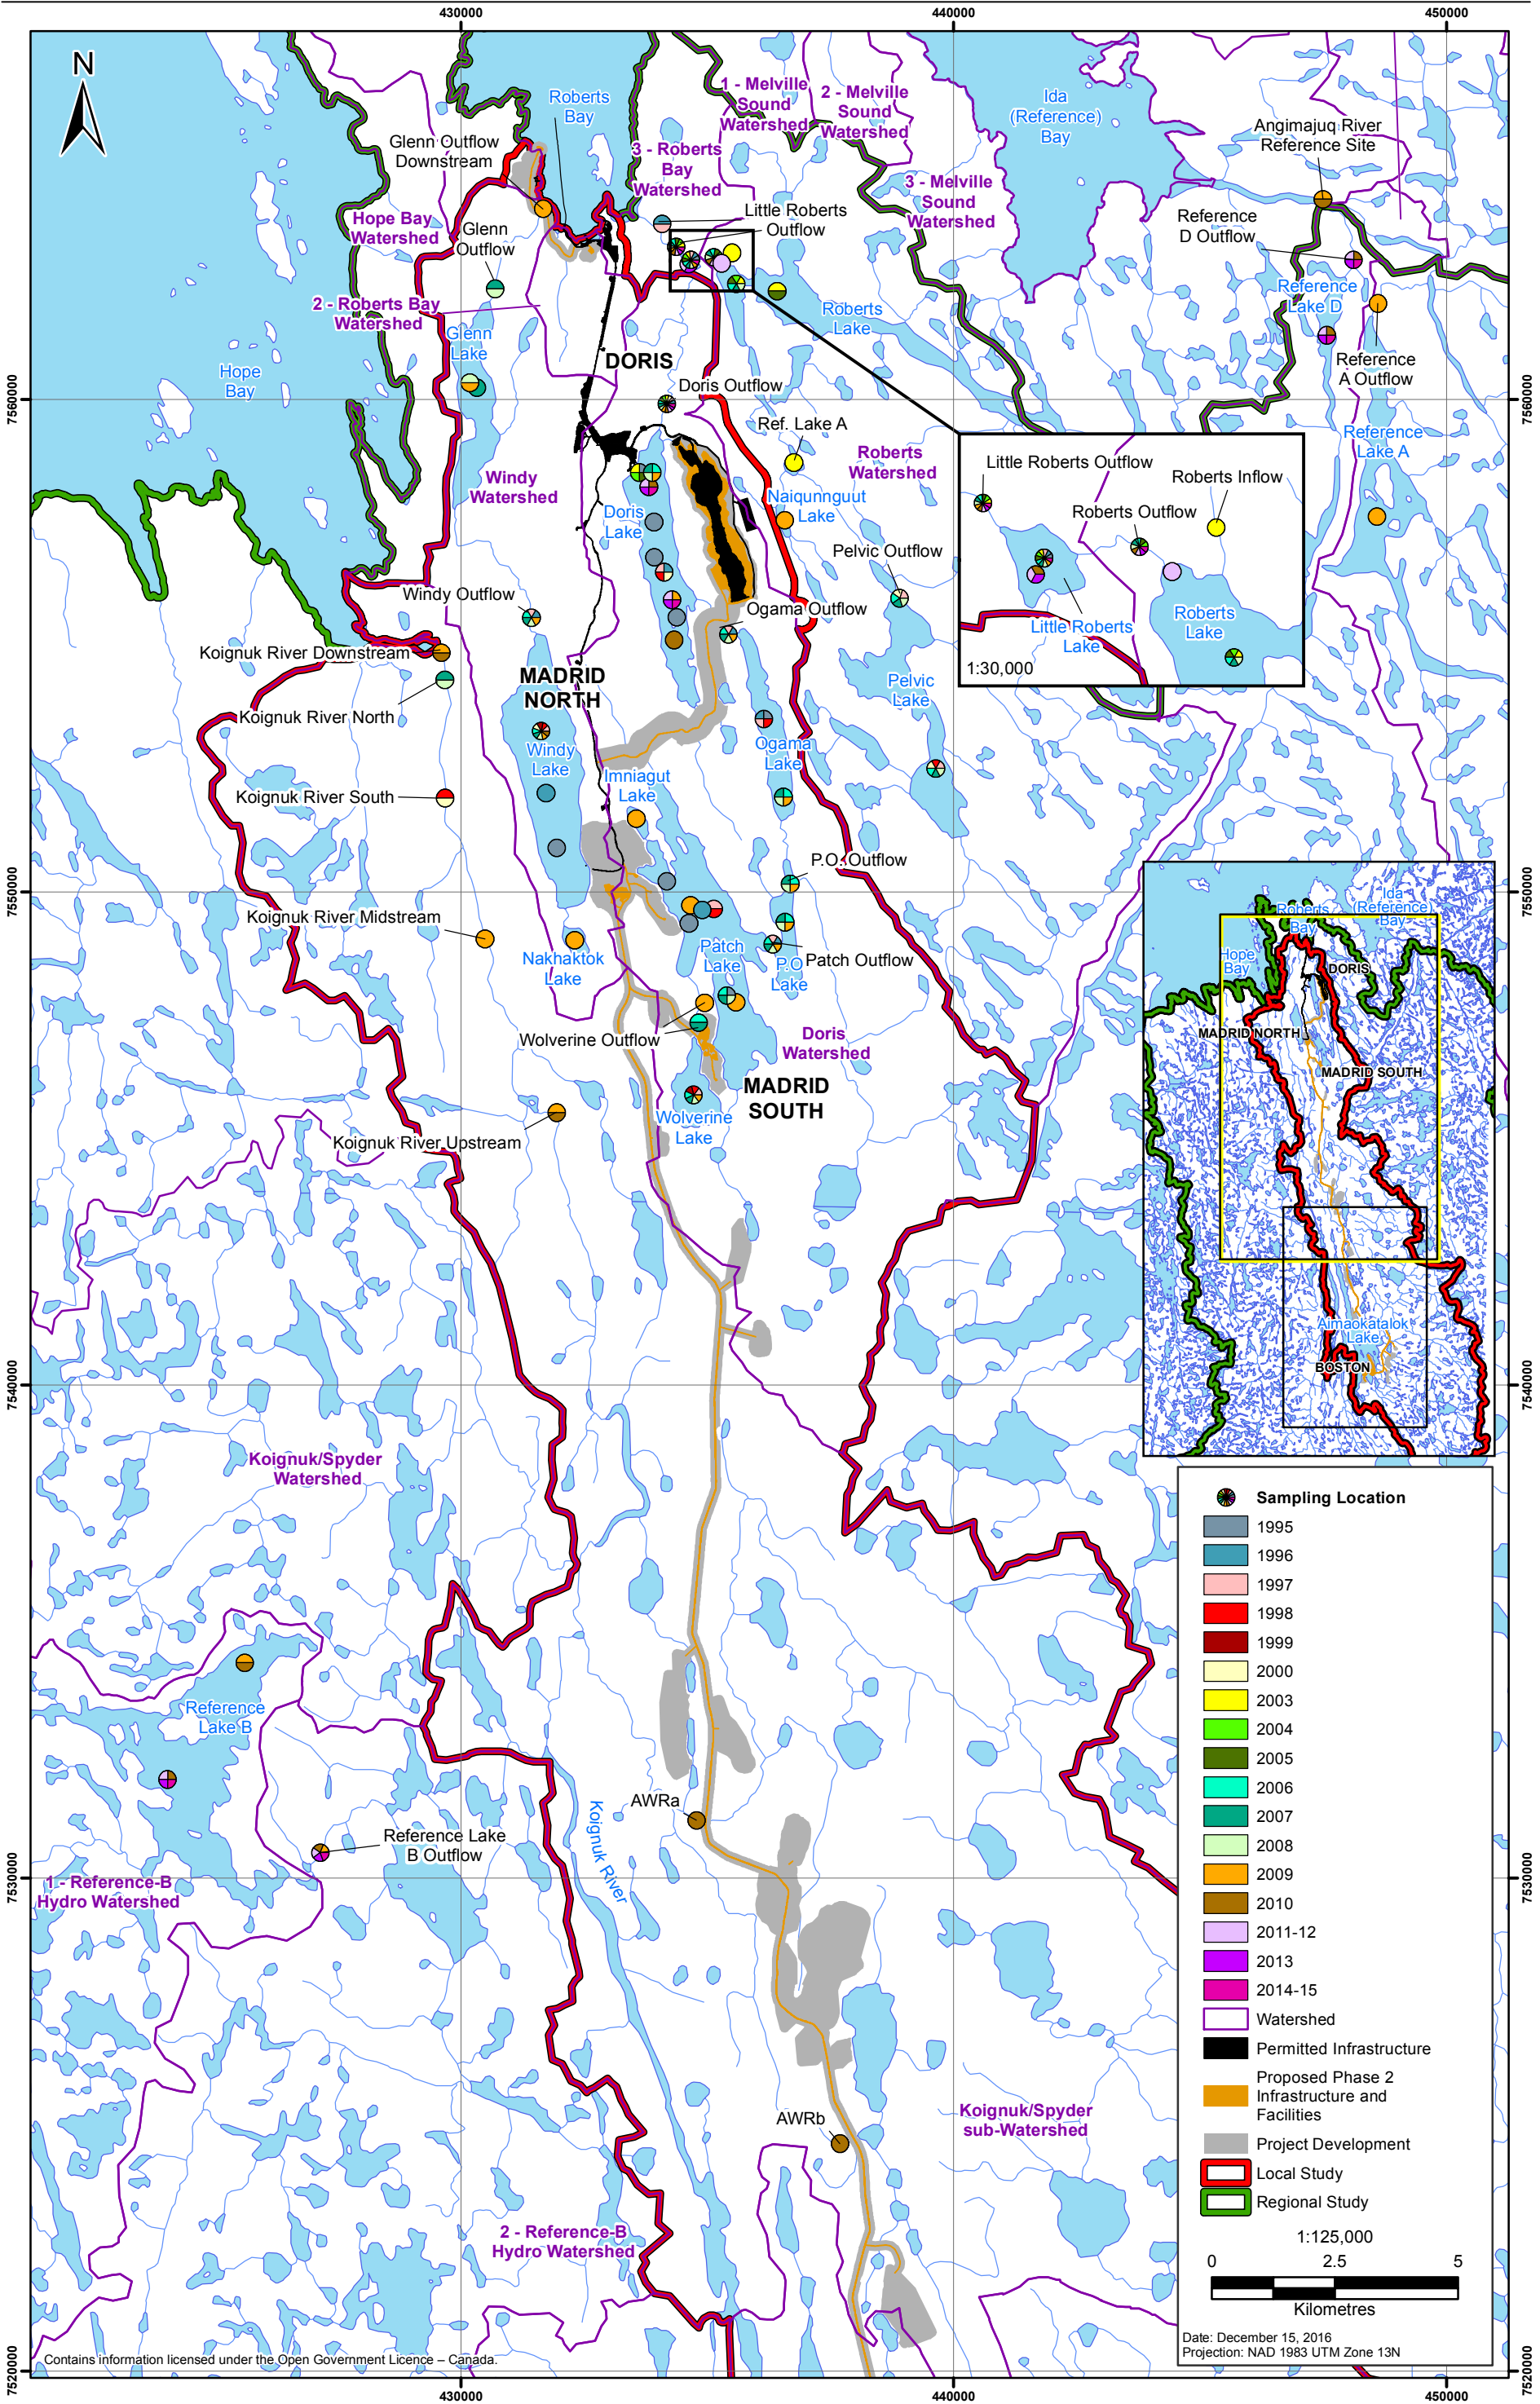 430000
440000
450000
N
Roberts
Bay
1 - Melville
Sound
Watershed
2 - Melville
Sound
Watershed
Ida
(Reference)
Bay
Angimajuq River
Reference Site
Glenn Outflow
Downstream
3 - Roberts
Bay
Watershed
3 - Melville
Sound
Watershed
Hope Bay
Watershed
Glenn
Outflow
Little Roberts
Outflow
Reference
D Outflow
2 - Roberts Bay
Watershed
Roberts
Lake
Reference
Lake D
Glenn
Lake
Hope
Bay
DORIS
Reference
A Outflow
Doris Outflow
7560000
7560000
Ref. Lake A
Reference
Lake A
Roberts
Watershed
Windy
Watershed
Naiqunnguut
Lake
Doris
Lake
Little Roberts Outflow
Roberts Inflow
Roberts Outflow
Roberts
Lake
Little Roberts
Lake
1:30,000
Pelvic Outflow
Windy Outflow
Ogama Outflow
Koignuk River Downstream
MADRID
NORTH
Pelvic
Lake
Koignuk River North
Windy
Lake
Ogama
Lake
Imniagut
Lake
Koignuk River South
P.O. Outflow
7550000
7550000
Koignuk River Midstream
Nakhaktok
Lake
Patch
Lake
P.O
Lake
Patch Outflow
Wolverine Outflow
Doris
Watershed
MADRID
SOUTH
Wolverine
Lake
Koignuk River Upstream
Roberts
Bay
Ida
(Reference)
Bay
Hope
Bay
DORIS
MADRID NORTH
MADRID SOUTH
Aimaokatalok
Lake
BOSTON
7540000
7540000
Koignuk/Spyder
Watershed
Sampling Location
1995
1996
1997
1998
1999
2000
2003
2004
2005
2006
2007
2008
2009
2010
2011-12
2013
2014-15
Watershed
Permitted Infrastructure
Proposed Phase 2
Infrastructure and
Facilities
Project Development
Local Study
Regional Study
1:125,000
0 2.5 5
Kilometres
Date: December 15, 2016
Projection: NAD 1983 UTM Zone 13N
Reference
Lake B
AWRa
Reference Lake
B Outflow
Koignuk River
7530000
7530000
1 - Reference-B
Hydro Watershed
AWRb
Koignuk/Spyder
sub-Watershed
2 - Reference-B
Hydro Watershed
Contains information licensed under the Open Government Licence – Canada.
7520000
7520000
430000
440000
450000